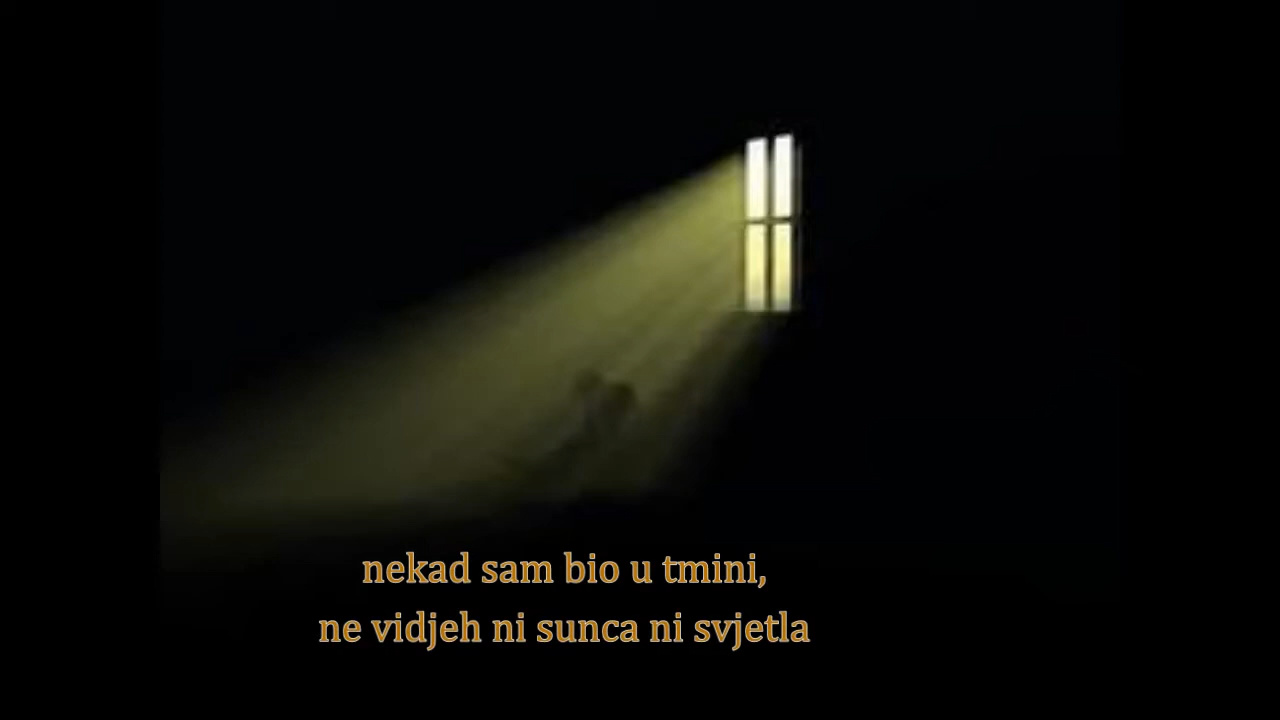 nekad sam bio u tmini,
ne vidjeh ni sunca ni svjetla